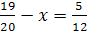 19/20 − x = 5/12